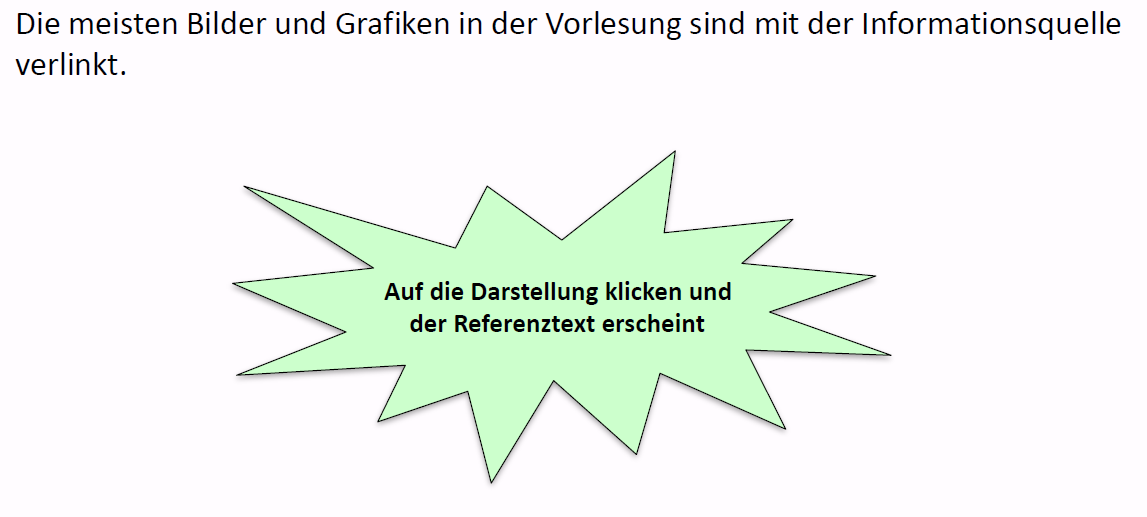 Die meisten Bilder und Grafiken in der Vorlesung sind mit der Informationsquelle
verlinkt.
Auf die Darstellung klicken und
der Referenztext erscheint